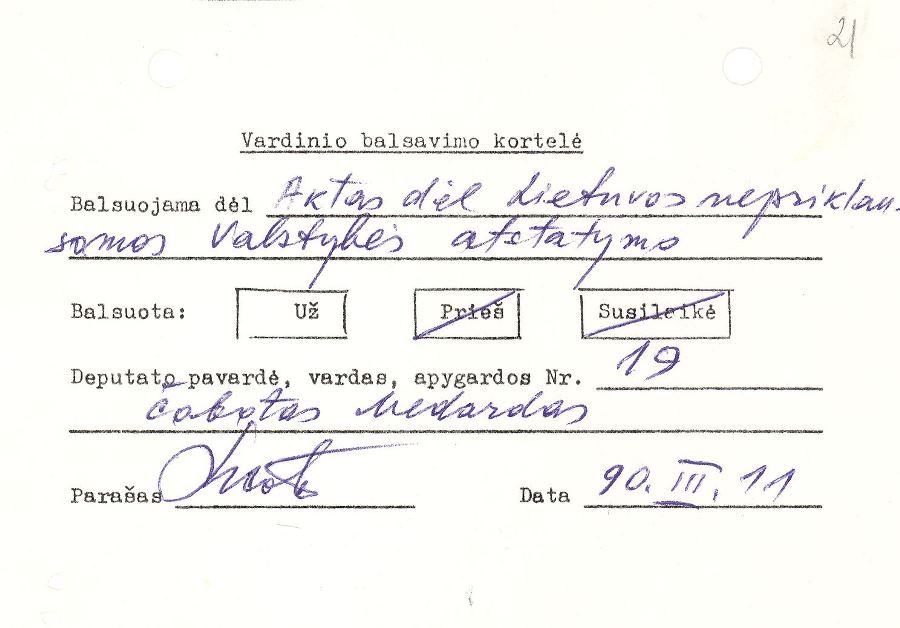 21
Vardinio balsavimo kortelė
Balsuojama dėl Aktas dėl Lietuvos nepriklau-
somos Valstybės atstatymo
Balsuota: Už Prieš Susilaikė
Deputato pavardė, vardas, apygardos Nr. 19
Čobotas Medardas
Parašas
Data 90. III. 11